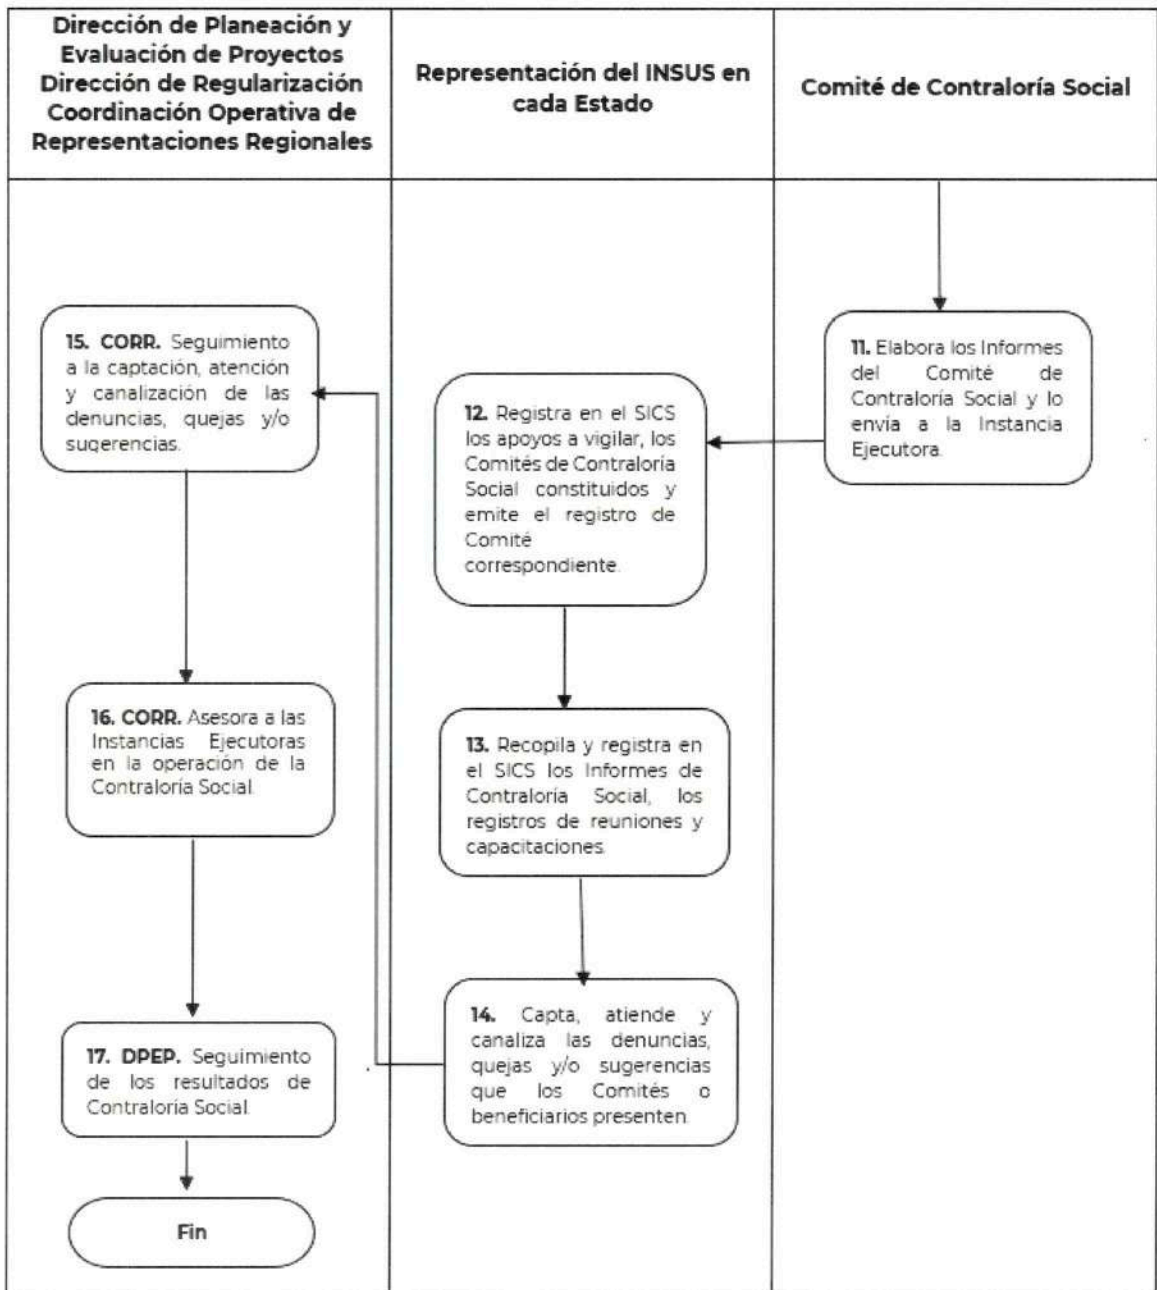 Dirección de Planeación y
Evaluación de Proyectos
Dirección de Regularización
Coordinación Operativa de
Representaciones Regionales
Representación del INSUS en
cada Estado
Comité de Contraloría Social
15. CORR. Seguimiento
a la captación, atención
y canalización de las
denuncias, quejas y/o
sugerencias.
16. CORR. Asesora a las
Instancias Ejecutoras
en la operación de la
Contraloría Social.
17. DPEP. Seguimiento
de los resultados de
Contraloría Social.
Fin
12. Registra en el SICS
los apoyos a vigilar, los
Comités de Contraloría
Social constituidos y
emite el registro de
Comité
correspondiente.
13. Recopila y registra en
el SICS los Informes de
Contraloría Social, los
registros de reuniones y
capacitaciones.
14. Capta, atiende y
canaliza las denuncias,
quejas y/o sugerencias
que los Comités o
beneficiarios presenten.
11. Elabora los Informes
del Comité de
Contraloría Social y lo
envía a la Instancia
Ejecutora.